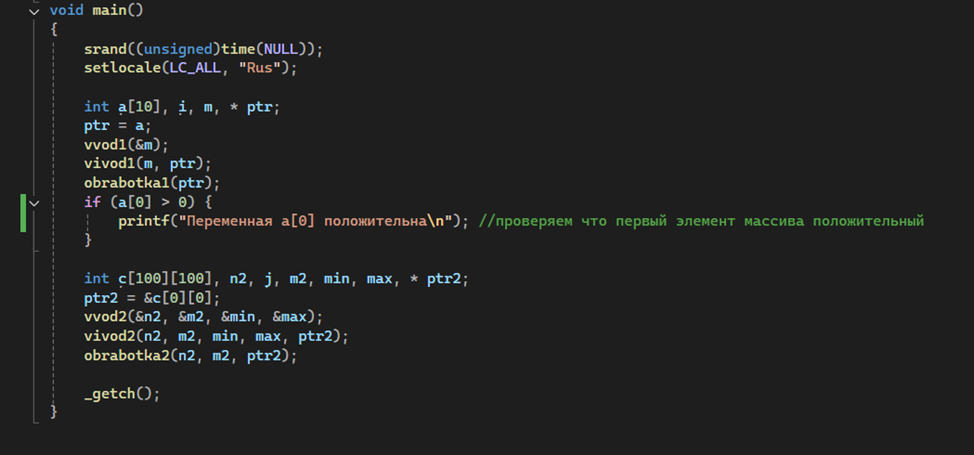 void main()
{
srand((unsigned)time(NULL));
setlocale(LC_ALL, "Rus");
int a[10], i, m, * ptr;
ptr = a;
vvod1(&m);
vivod1(m, ptr);
obrabotka1(ptr);
if (a[0] > 0) {
printf("Переменная a[0] положительна\n"); //проверяем что первый элемент массива положительный
}
int c[100][100], n2, j, m2, min, max, * ptr2;
ptr2 = &c[0][0];
vvod2(&n2, &m2, &min, &max);
vivod2(n2, m2, min, max, ptr2);
obrabotka2(n2, m2, ptr2);
_getch();
}